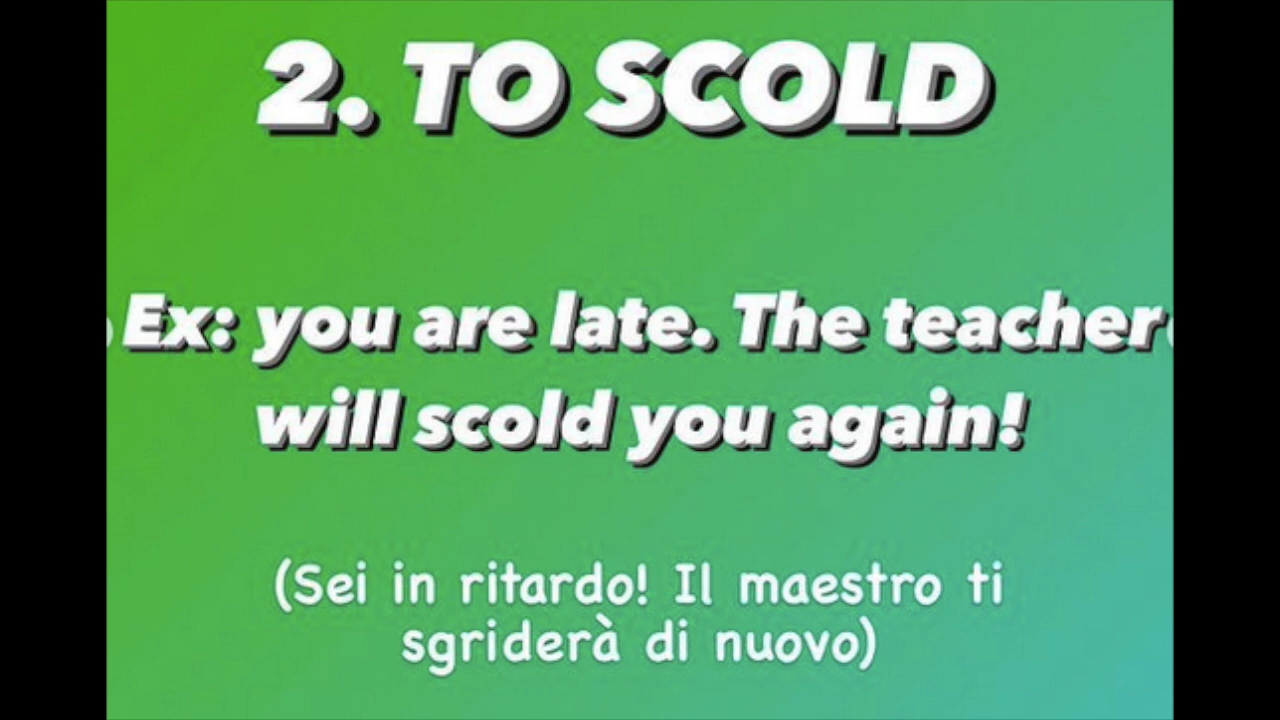 2. TO SCOLD
Ex: you are late. The teacher
will scold you again!
(Sei in ritardo! Il maestro ti
sgriderà di nuovo)